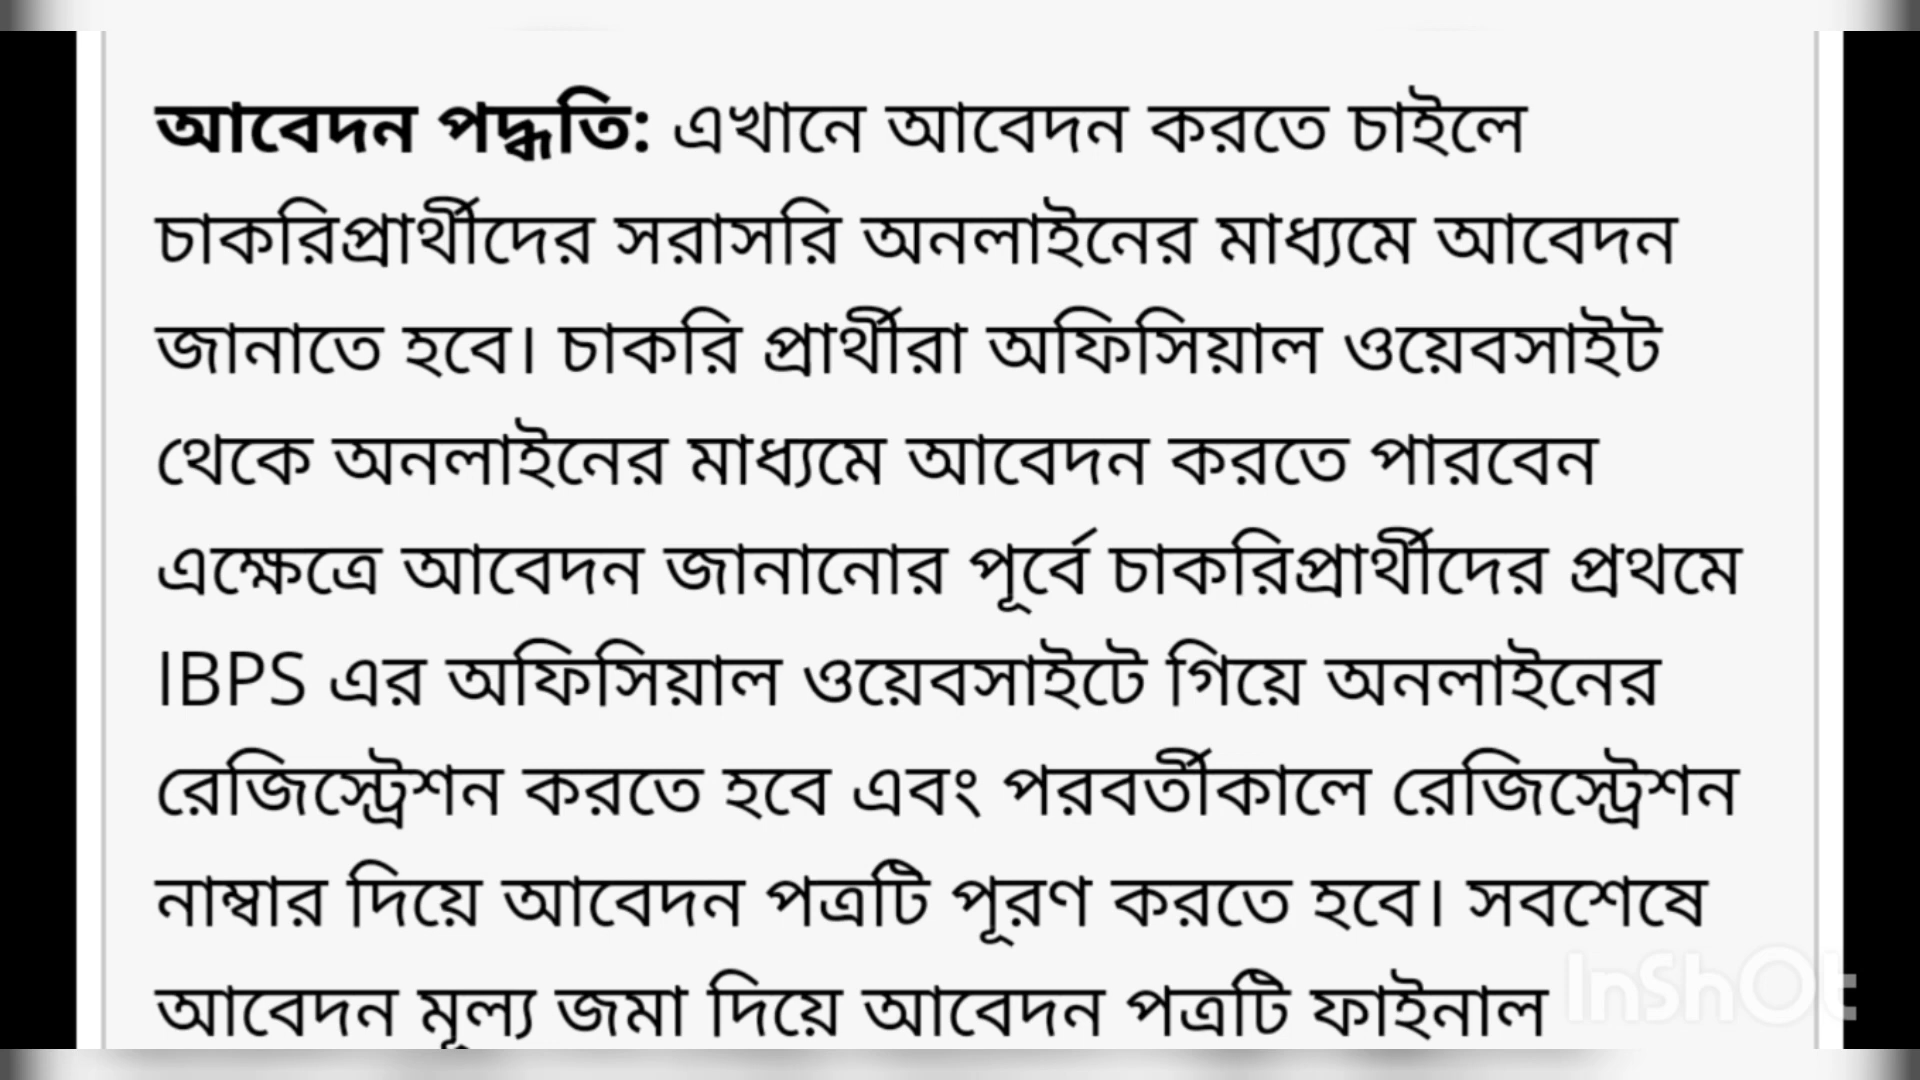 আবেদন পদ্ধতি: এখানে আবেদন করতে চাইলে
চাকরিপ্রার্থীদের সরাসরি অনলাইনের মাধ্যমে আবেদন
জানাতে হবে। চাকরি প্রার্থীরা অফিসিয়াল ওয়েবসাইট
থেকে অনলাইনের মাধ্যমে আবেদন করতে পারবেন
এক্ষেত্রে আবেদন জানানোর পূর্বে চাকরিপ্রার্থীদের প্রথমে
IBPS এর অফিসিয়াল ওয়েবসাইটে গিয়ে অনলাইনের
রেজিস্ট্রেশন করতে হবে এবং পরবর্তীকালে রেজিস্ট্রেশন
নাম্বার দিয়ে আবেদন পত্রটি পূরণ করতে হবে। সবশেষে
আবেদন মূল্য জমা দিয়ে আবেদন পত্রটি ফাইনাল
InShOt